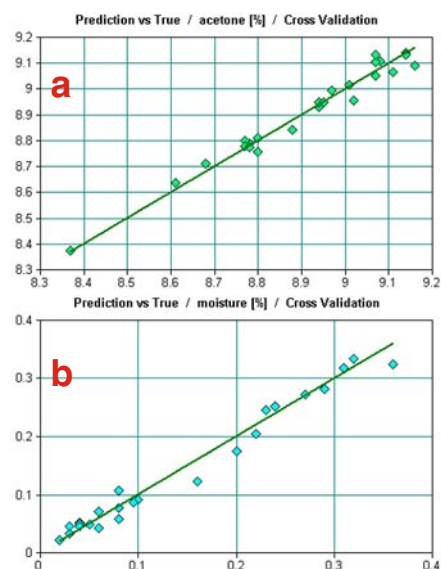 Prediction vs True / acetone [%] / Cross Validation
9.2
9.1
a
9
8.9
8.8
8.7
8.6
8.5
8.4
8.3
8.3 8.4 8.5 8.6 8.7 8.8 8.9 9 9.1 9.2
Prediction vs True / moisture [%] / Cross Validation
0.4
b
0.3
0.2
0.1
0
0 0.1 0.2 0.3 0.4